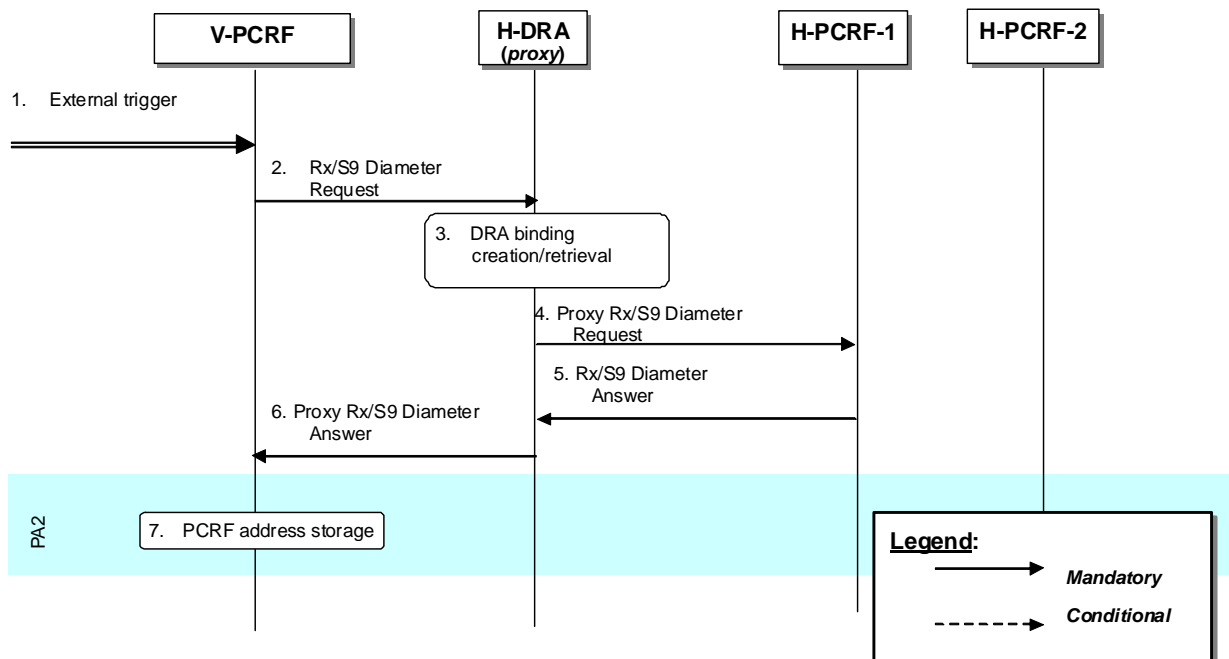 V-PCRF
H-DRA
(proxy)
H-PCRF-1
H-PCRF-2
1. External trigger
2. Rx/S9 Diameter
Request
3. DRA binding
creation/retrieval
4. Proxy Rx/S9 Diameter
Request
5. Rx/S9 Diameter
Answer
6. Proxy Rx/S9 Diameter
Answer
PA2
7. PCRF address storage
Legend:
Mandatory
Conditional